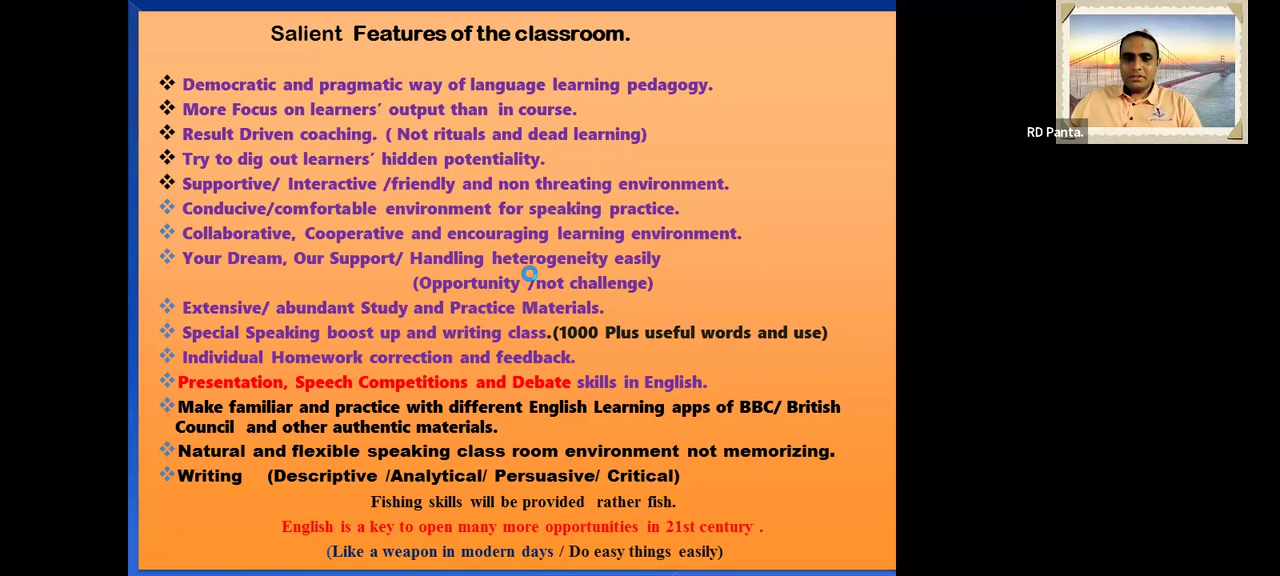 Salient Features of the classroom.
Democratic and pragmatic way of language learning pedagogy.
More Focus on learners' output than in course.
Result Driven coaching. ( Not rituals and dead learning)
Try to dig out learners' hidden potentiality.
Supportive/ Interactive /friendly and non threating environment.
Conducive/comfortable environment for speaking practice.
Collaborative, Cooperative and encouraging learning environment.
Your Dream, Our Support/ Handling heterogeneity easily
(Opportunity /not challenge)
Extensive/ abundant Study and Practice Materials.
Special Speaking boost up and writing class.(1000 Plus useful words and use)
Individual Homework correction and feedback.
Presentation, Speech Competitions and Debate skills in English.
Make familiar and practice with different English Learning apps of BBC/ British
Council and other authentic materials.
Natural and flexible speaking class room environment not memorizing.
Writing (Descriptive /Analytical/ Persuasive/ Critical)
Fishing skills will be provided rather fish.
English is a key to open many more opportunities in 21st century .
(Like a weapon in modern days / Do easy things easily)
RD Panta.